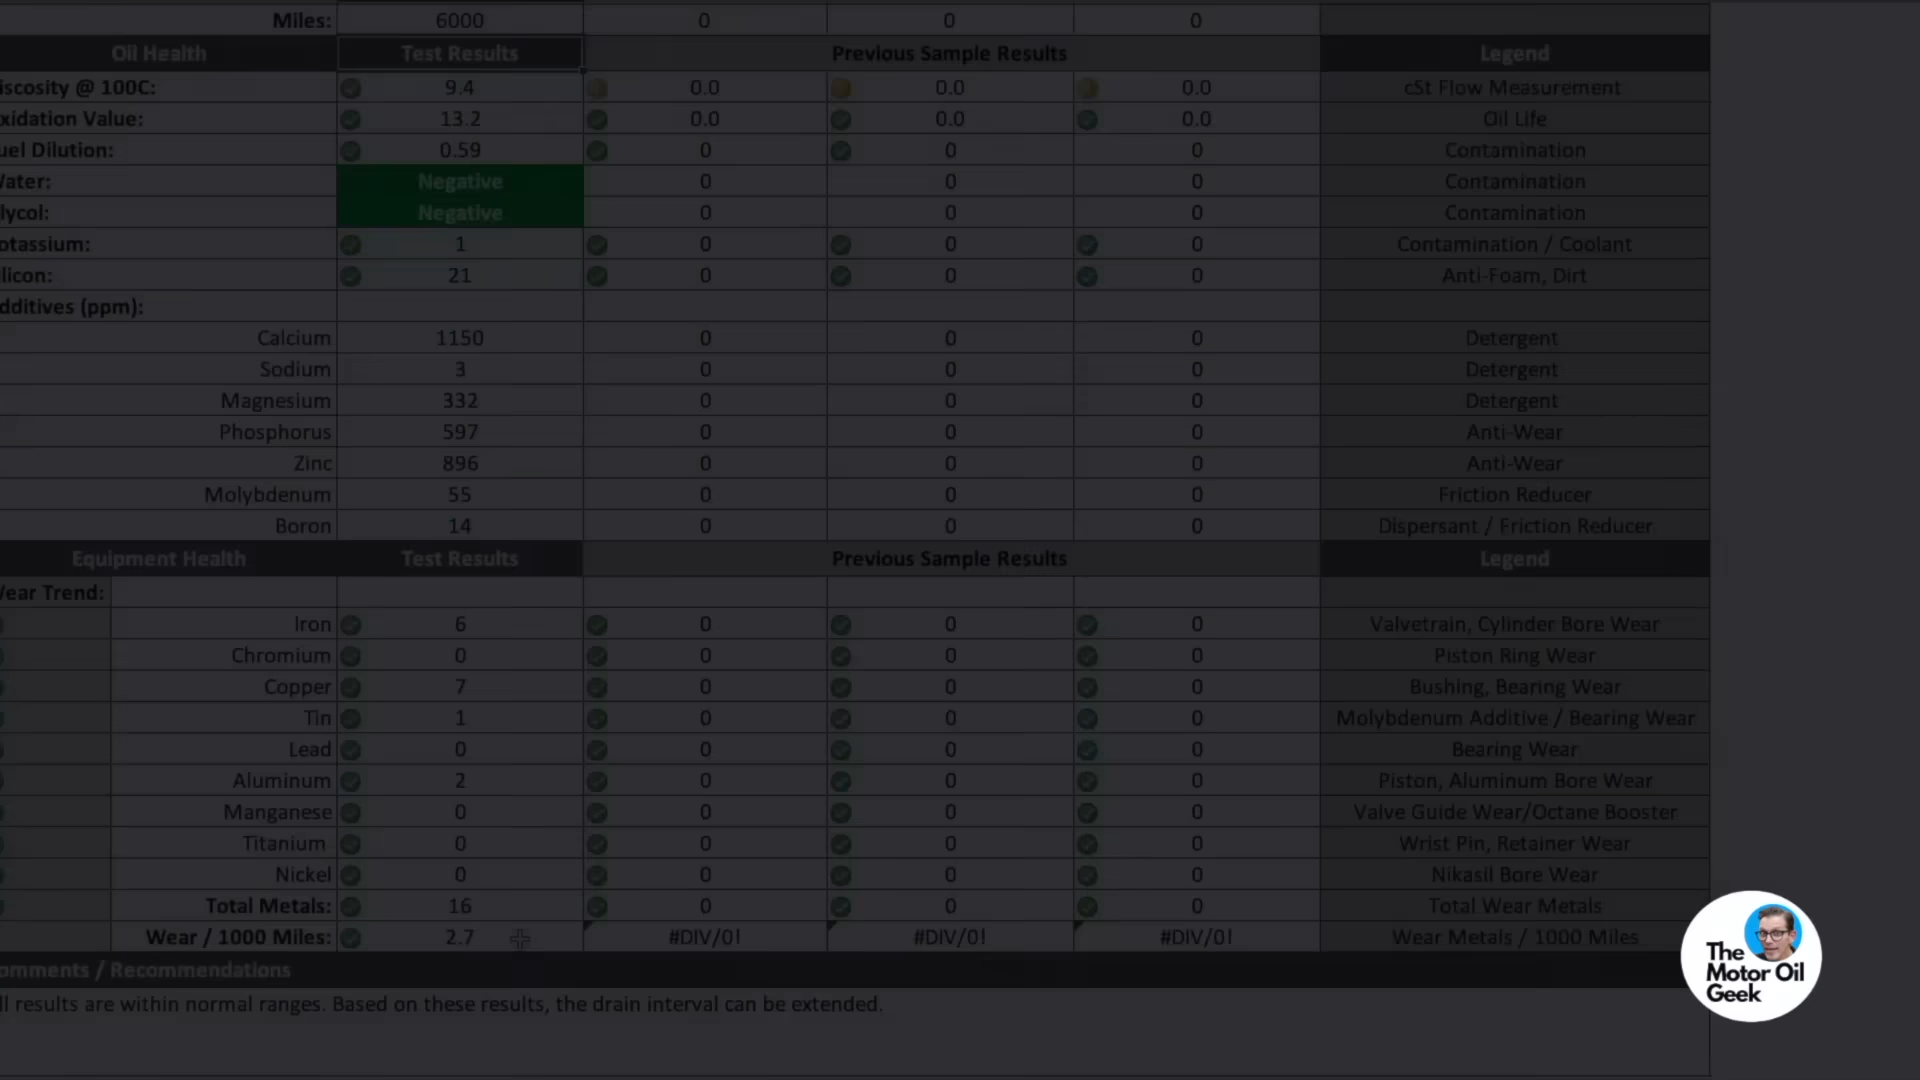 Miles: 6000 0 0 0
Oil Health Test Results Previous Sample Results Legend
iscosity @ 100C: 9.4 0.0 0.0 0.0 cSt Flow Measurement
xidation Value: 13.2 0.0 0.0 0.0 Oil Life
uel Dilution: 0.59 0 0 0 Contamination
Vater: Negative 0 0 0 Contamination
lycol: Negative 0 0 0 Contamination
otassium: 1 0 0 0 Contamination / Coolant
ilicon: 21 0 0 0 Anti-Foam, Dirt
dditives (ppm):
Calcium 1150 0 0 0 Detergent
Sodium 3 0 0 0 Detergent
Magnesium 332 0 0 0 Detergent
Phosphorus 597 0 0 0 Anti-Wear
Zinc 896 0 0 0 Anti-Wear
Molybdenum 55 0 0 0 Friction Reducer
Boron 14 0 0 0 Dispersant / Friction Reducer
Equipment Health Test Results Previous Sample Results Legend
Vear Trend:
Iron 6 0 0 0 Valvetrain, Cylinder Bore Wear
Chromium 0 0 0 0 Piston Ring Wear
Copper 7 0 0 0 Bushing, Bearing Wear
Tin 1 0 0 0 Molybdenum Additive / Bearing Wear
Lead 0 0 0 0 Bearing Wear
Aluminum 2 0 0 0 Piston, Aluminum Bore Wear
Manganese 0 0 0 0 Valve Guide Wear/Octane Booster
Titanium 0 0 0 0 Wrist Pin, Retainer Wear
Nickel 0 0 0 0 Nikasil Bore Wear
Total Metals: 16 0 0 0 Total Wear Metals
Wear / 1000 Miles: 2.7 #DIV/0! #DIV/0! #DIV/0! Wear Metals / 1000 Miles
omments / Recommendations
ll results are within normal ranges. Based on these results, the drain interval can be extended.
The
Motor Oil
Geek